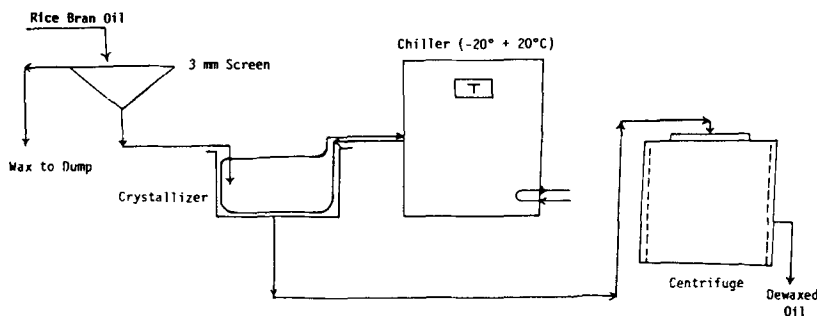 Rice Bran Oil
3 mm Screen
Wax to Dump
Crystallizer
Chiller (-20° + 20°C)
T
Centrifuge
Dewaxed
Oil